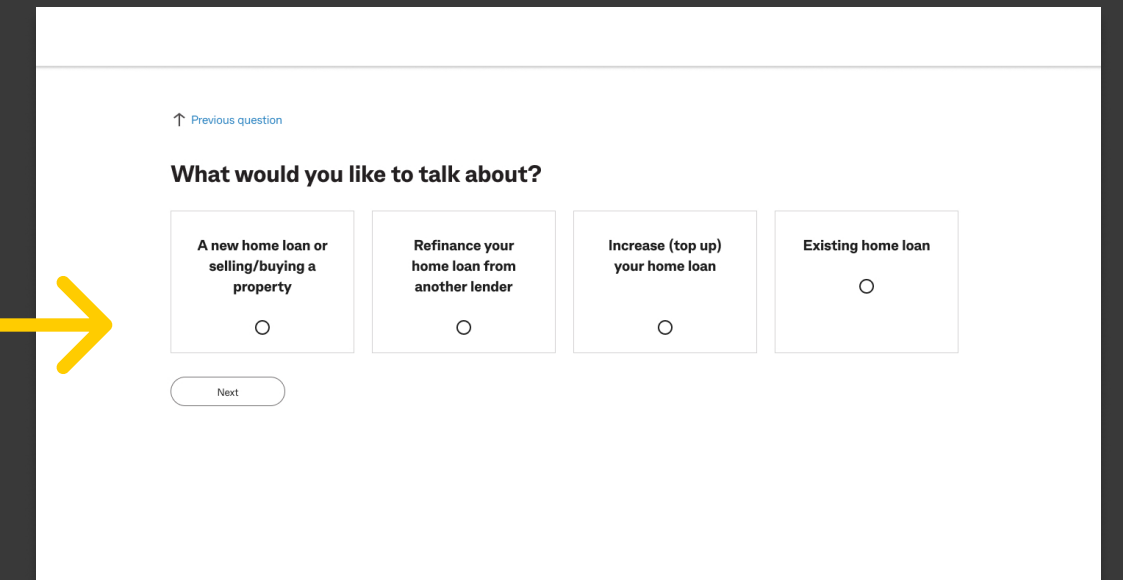 Previous question
What would you like to talk about?
A new home loan or
selling/buying a
property
Refinance your
home loan from
another lender
Increase (top up)
your home loan
Existing home loan
Next